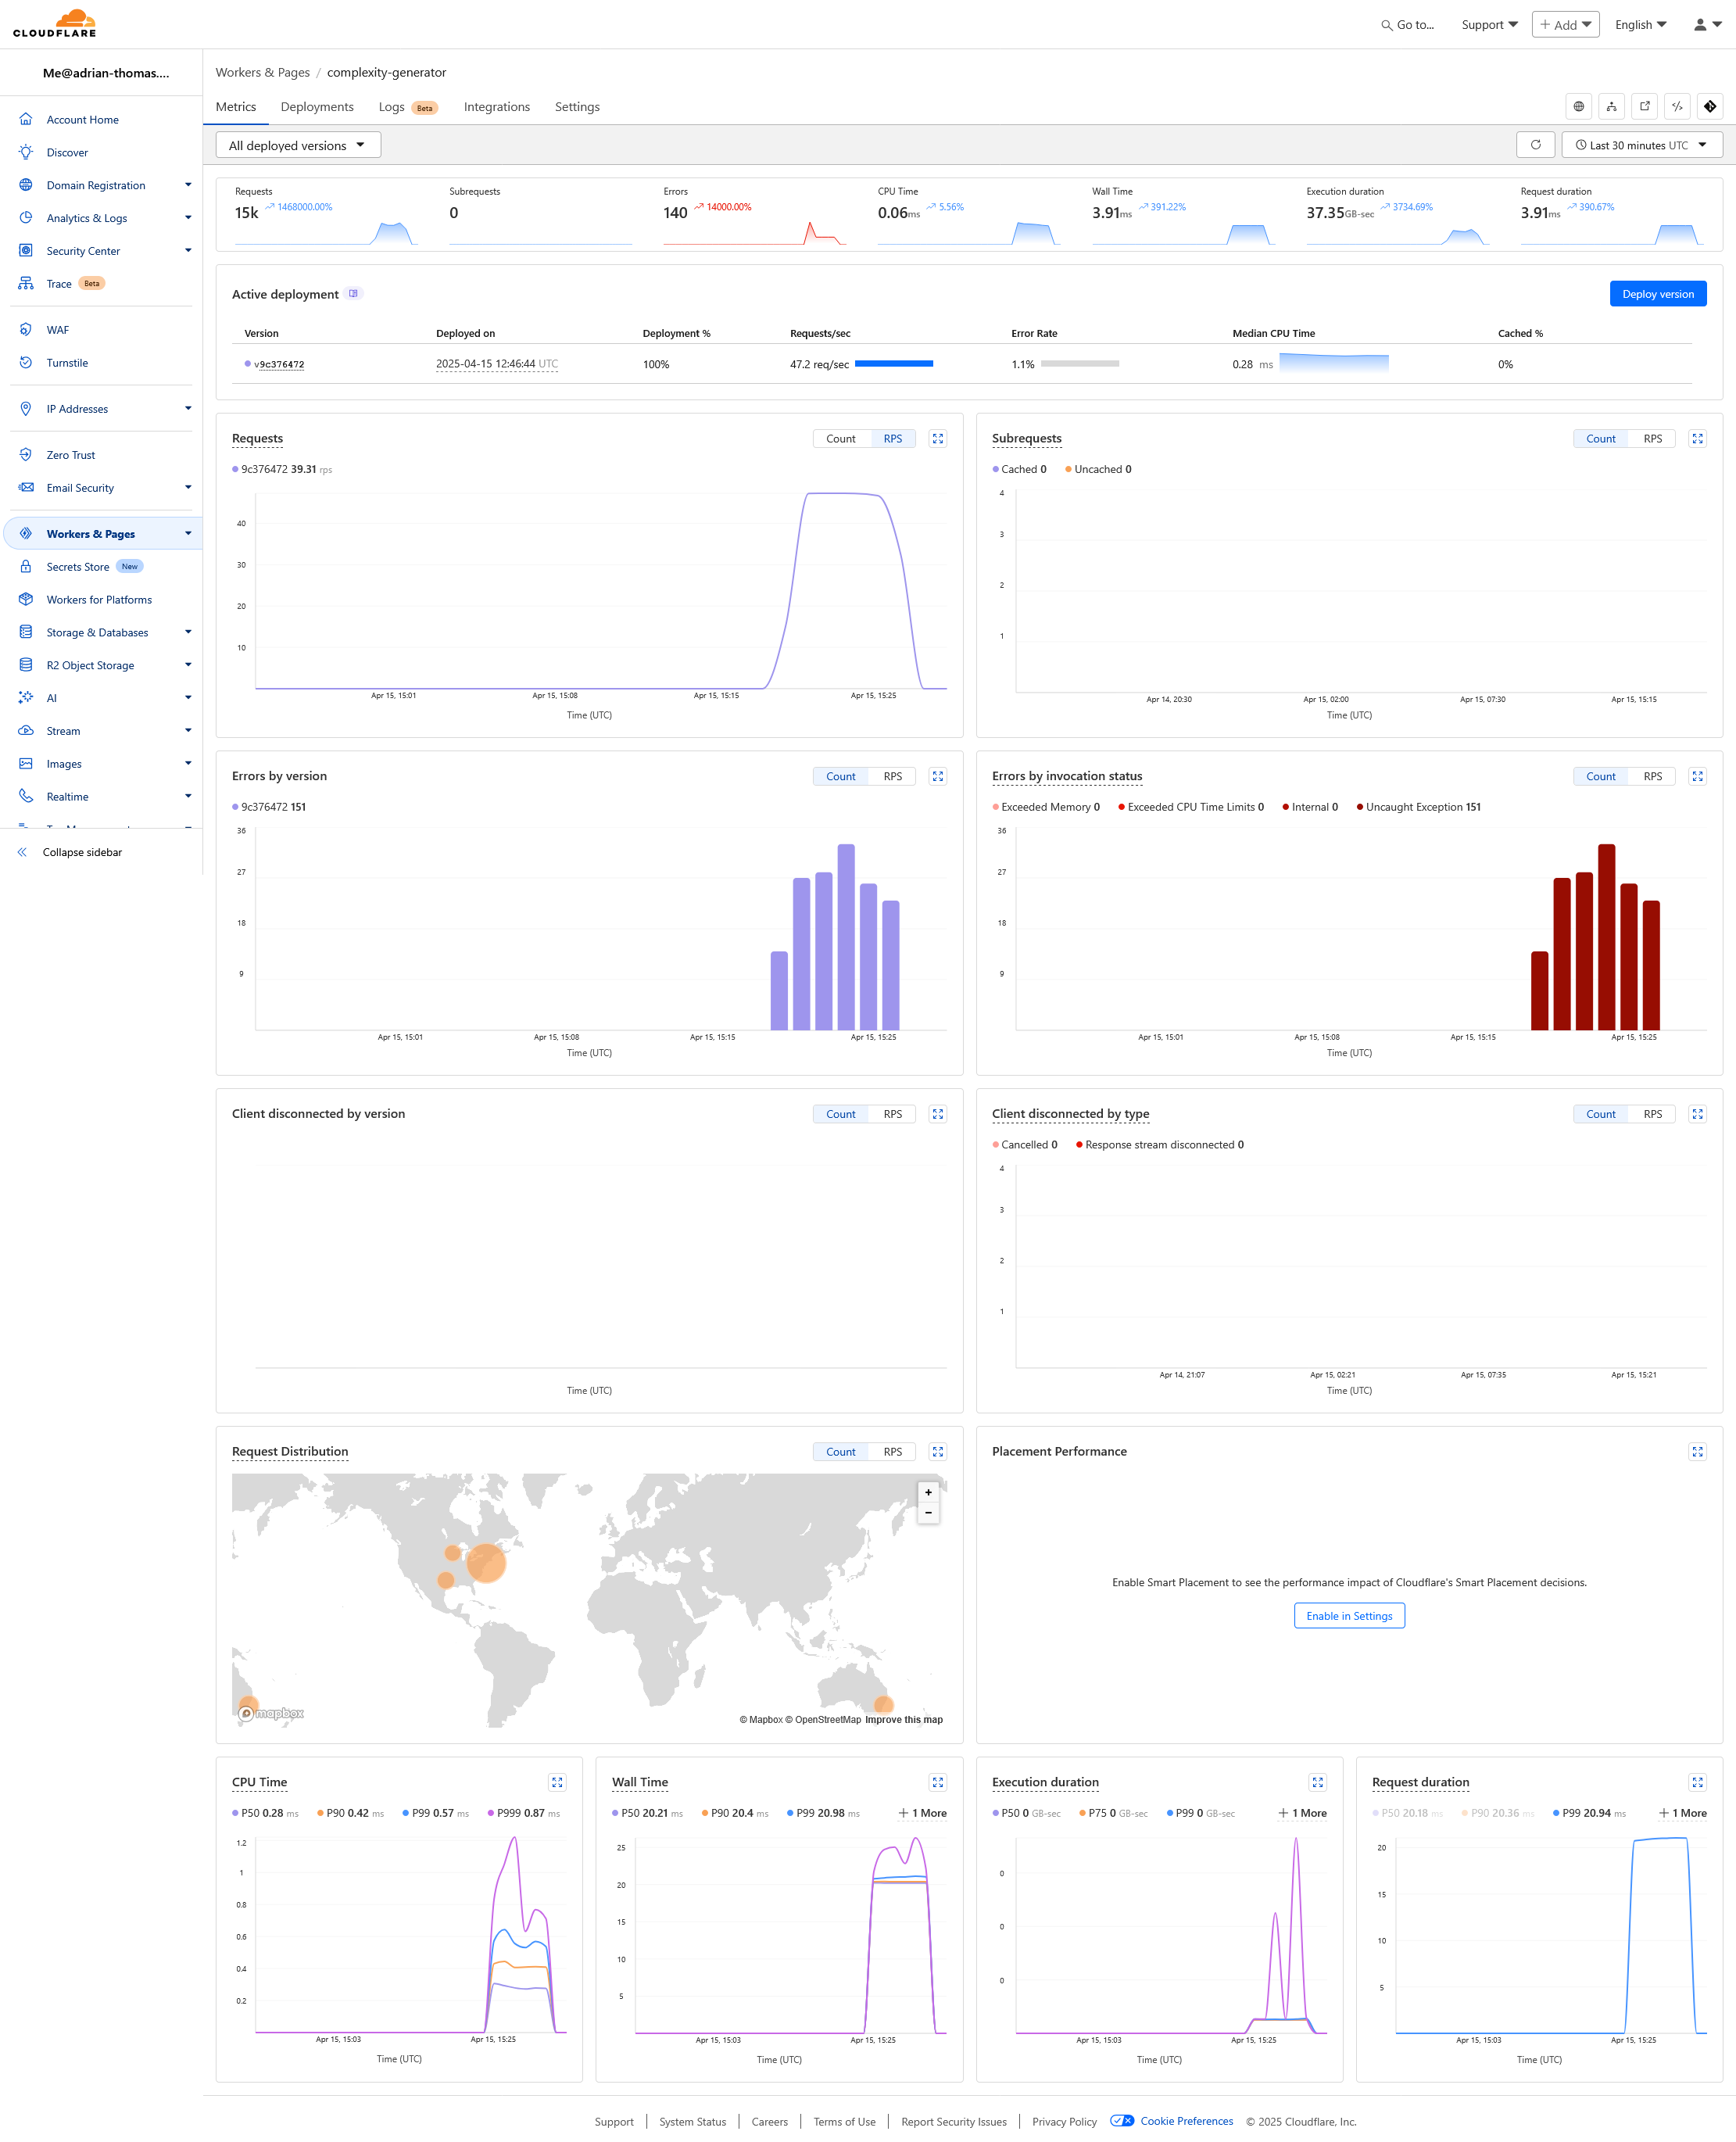 CLOUDFLARE
Go to... Support Add English
Me@adrian-thomas....
Account Home
Discover
Domain Registration
Analytics & Logs
Security Center
Trace Beta
WAF
Turnstile
IP Addresses
Zero Trust
Email Security
Workers & Pages
Secrets Store New
Workers for Platforms
Storage & Databases
R2 Object Storage
AI
Stream
Images
Realtime
Collapse sidebar
Workers & Pages / complexity-generator
Metrics Deployments Logs Beta Integrations Settings
All deployed versions Last 30 minutes UTC
Requests Subrequests Errors CPU Time Wall Time Execution duration Request duration
15k 1468000.00% 0 140 14000.00% 0.06ms 5.56% 3.91ms 391.22% 37.35GB-sec 3734.69% 3.91ms 390.67%
Active deployment Deploy version
Version Deployed on Deployment % Requests/sec Error Rate Median CPU Time Cached %
v9c376472 2025-04-15 12:46:44 UTC 100% 47.2 req/sec 1.1% 0.28 ms 0%
Requests Count RPS
9c376472 39.31 rps
40
30
20
10
Apr 15, 15:01 Apr 15, 15:08 Apr 15, 15:15 Apr 15, 15:25
Time (UTC)
Subrequests Count RPS
Cached 0 Uncached 0
4
3
2
1
Apr 14, 20:30 Apr 15, 02:00 Apr 15, 07:30 Apr 15, 15:15
Time (UTC)
Errors by version Count RPS
9c376472 151
36
27
18
9
Apr 15, 15:01 Apr 15, 15:08 Apr 15, 15:15 Apr 15, 15:25
Time (UTC)
Errors by invocation status Count RPS
Exceeded Memory 0 Exceeded CPU Time Limits 0 Internal 0 Uncaught Exception 151
36
27
18
9
Apr 15, 15:01 Apr 15, 15:08 Apr 15, 15:15 Apr 15, 15:25
Time (UTC)
Client disconnected by version Count RPS
Time (UTC)
Client disconnected by type Count RPS
Cancelled 0 Response stream disconnected 0
4
3
2
1
Apr 14, 21:07 Apr 15, 02:21 Apr 15, 07:35 Apr 15, 15:21
Time (UTC)
Request Distribution Count RPS
+
−
mapbox
© Mapbox © OpenStreetMap Improve this map
Placement Performance
Enable Smart Placement to see the performance impact of Cloudflare's Smart Placement decisions.
Enable in Settings
CPU Time
P50 0.28 ms P90 0.42 ms P99 0.57 ms P999 0.87 ms
1.2
1
0.8
0.6
0.4
0.2
Apr 15, 15:03 Apr 15, 15:25
Time (UTC)
Wall Time
P50 20.21 ms P90 20.4 ms P99 20.98 ms 1 More
25
20
15
10
5
Apr 15, 15:03 Apr 15, 15:25
Time (UTC)
Execution duration
P50 0 GB-sec P75 0 GB-sec P99 0 GB-sec 1 More
0
0
0
Apr 15, 15:03 Apr 15, 15:25
Time (UTC)
Request duration
P50 20.18 ms P90 20.36 ms P99 20.94 ms 1 More
20
15
10
5
Apr 15, 15:03 Apr 15, 15:25
Time (UTC)
Support System Status Careers Terms of Use Report Security Issues Privacy Policy Cookie Preferences © 2025 Cloudflare, Inc.